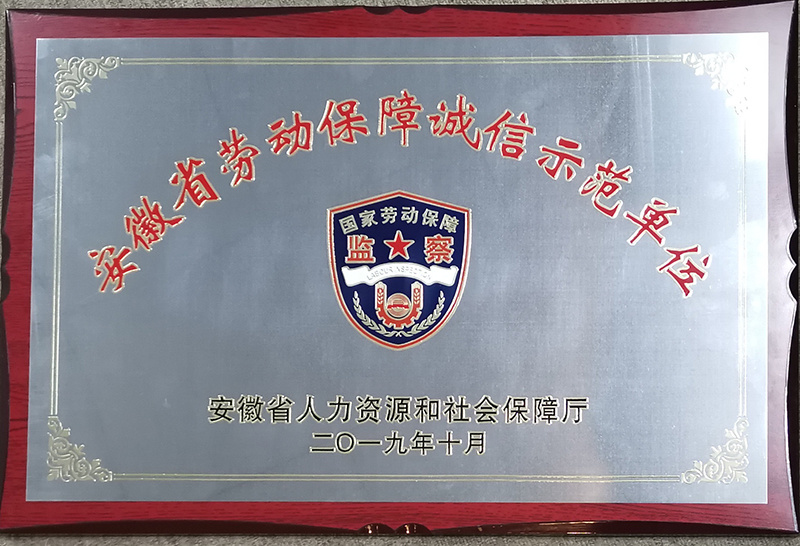 安徽省劳动保障诚信示范单位
国家劳动保障
监★察
LABOUR INSPECTION
安徽省人力资源和社会保障厅
二〇一九年十月